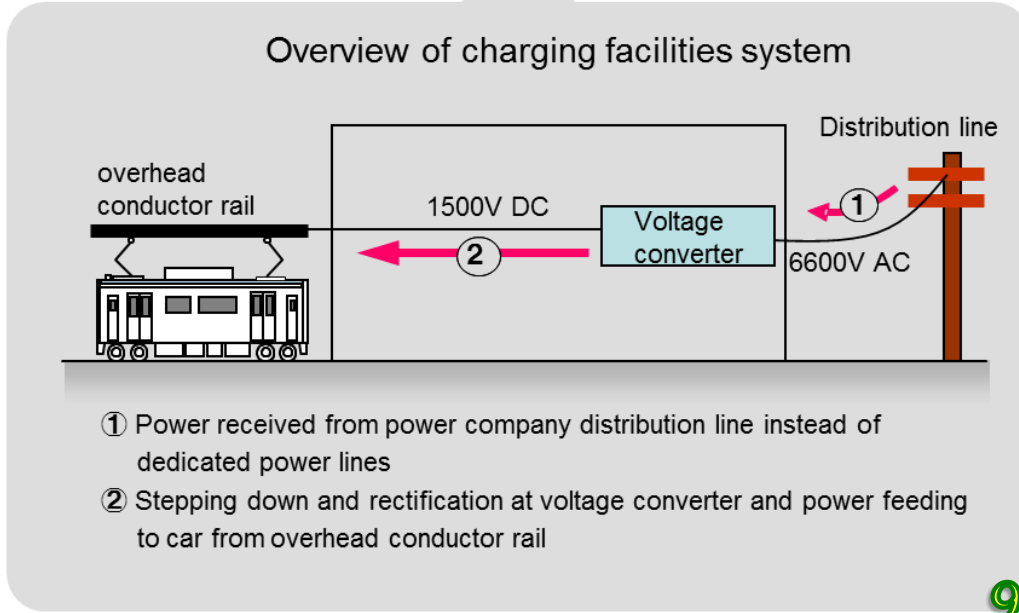 Overview of charging facilities system
Distribution line
overhead
conductor rail
1500V DC
Voltage
converter
①
②
6600V AC
① Power received from power company distribution line instead of
dedicated power lines
② Stepping down and rectification at voltage converter and power feeding
to car from overhead conductor rail
9